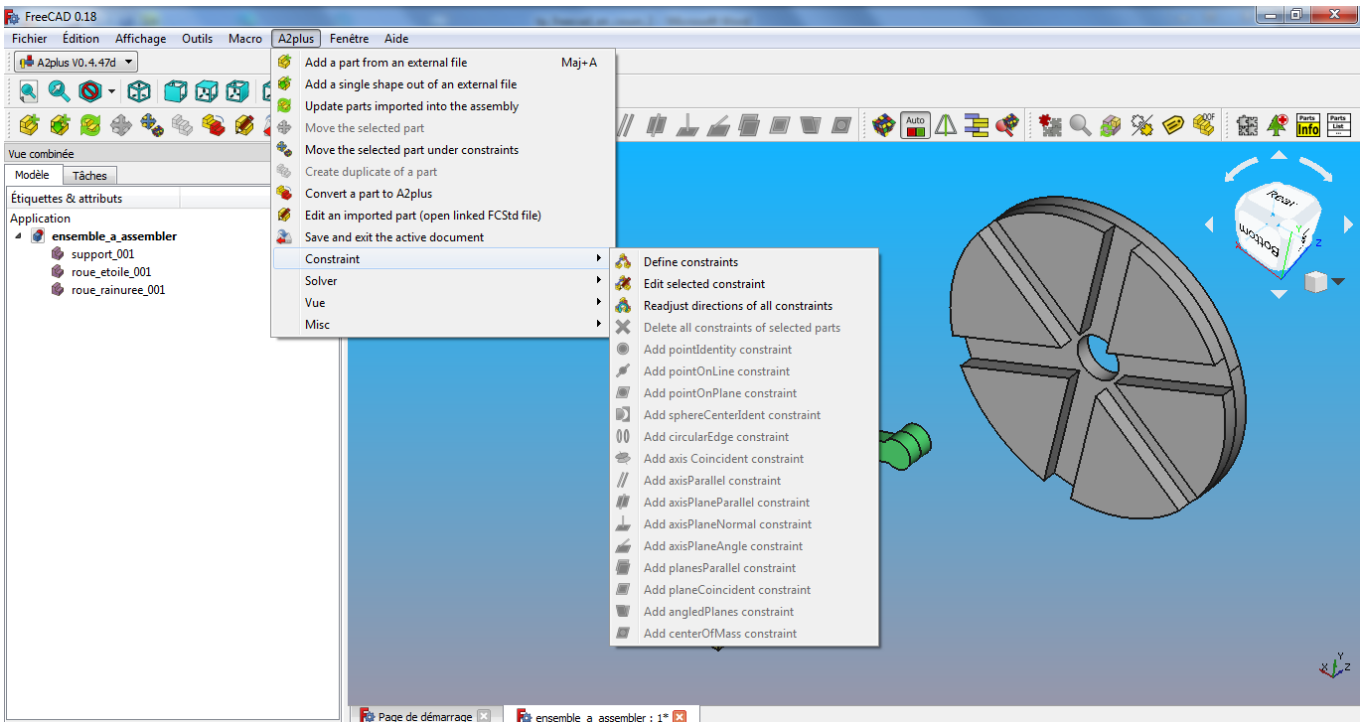 FreeCAD 0.18
Fichier Édition Affichage Outils Macro A2plus Fenêtre Aide
A2plus V0.4.47d
Add a part from an external file Maj+A
Add a single shape out of an external file
Update parts imported into the assembly
Move the selected part
Move the selected part under constraints
Create duplicate of a part
Convert a part to A2plus
Edit an imported part (open linked FCStd file)
Save and exit the active document
Constraint
Solver
Vue
Misc
Define constraints
Edit selected constraint
Readjust directions of all constraints
Delete all constraints of selected parts
Add pointIdentity constraint
Add pointOnLine constraint
Add pointOnPlane constraint
Add sphereCenterIdent constraint
Add circularEdge constraint
Add axis Coincident constraint
Add axisParallel constraint
Add axisPlaneParallel constraint
Add axisPlaneNormal constraint
Add axisPlaneAngle constraint
Add planesParallel constraint
Add planeCoincident constraint
Add angledPlanes constraint
Add centerOfMass constraint
Auto
DOF
Parts Info
Parts List
Vue combinée
Modèle Tâches
Étiquettes & attributs
Application
ensemble_a_assembler
support_001
roue_etoile_001
roue_rainuree_001
Rear
Bottom
X Y Z
Y
X Z
Page de démarrage
ensemble_a_assembler : 1*